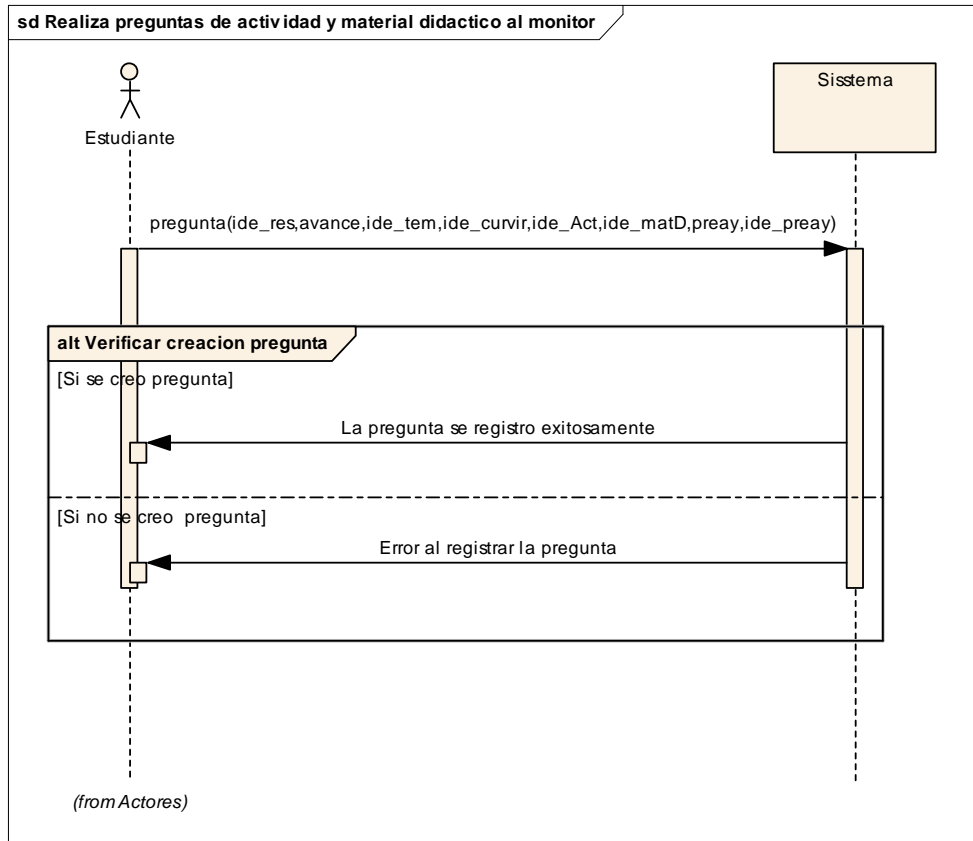 sd Realiza preguntas de actividad y material didactico al monitor
Estudiante
Sisstema
pregunta(ide_res,avance,ide_tem,ide_curvir,ide_Act,ide_matD,preay,ide_preay)
alt Verificar creacion pregunta
[Si se creo pregunta]
La pregunta se registro exitosamente
[Si no se creo pregunta]
Error al registrar la pregunta
(from Actores)